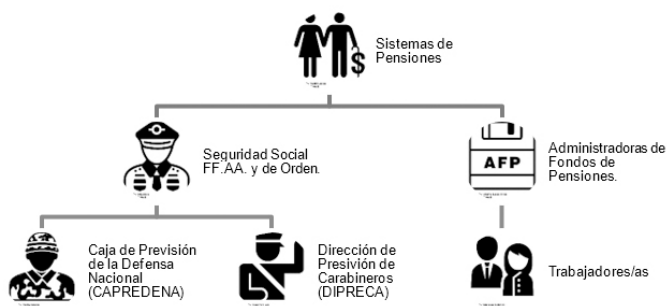 Sistemas de
Pensiones
Seguridad Social
FF.AA. y de Orden.
AFP
Administradoras de
Fondos de
Pensiones.
Caja de Previsión
de la Defensa
Nacional
(CAPREDENA)
Dirección de
Presivión de
Carabineros
(DIPRECA)
Trabajadores/as